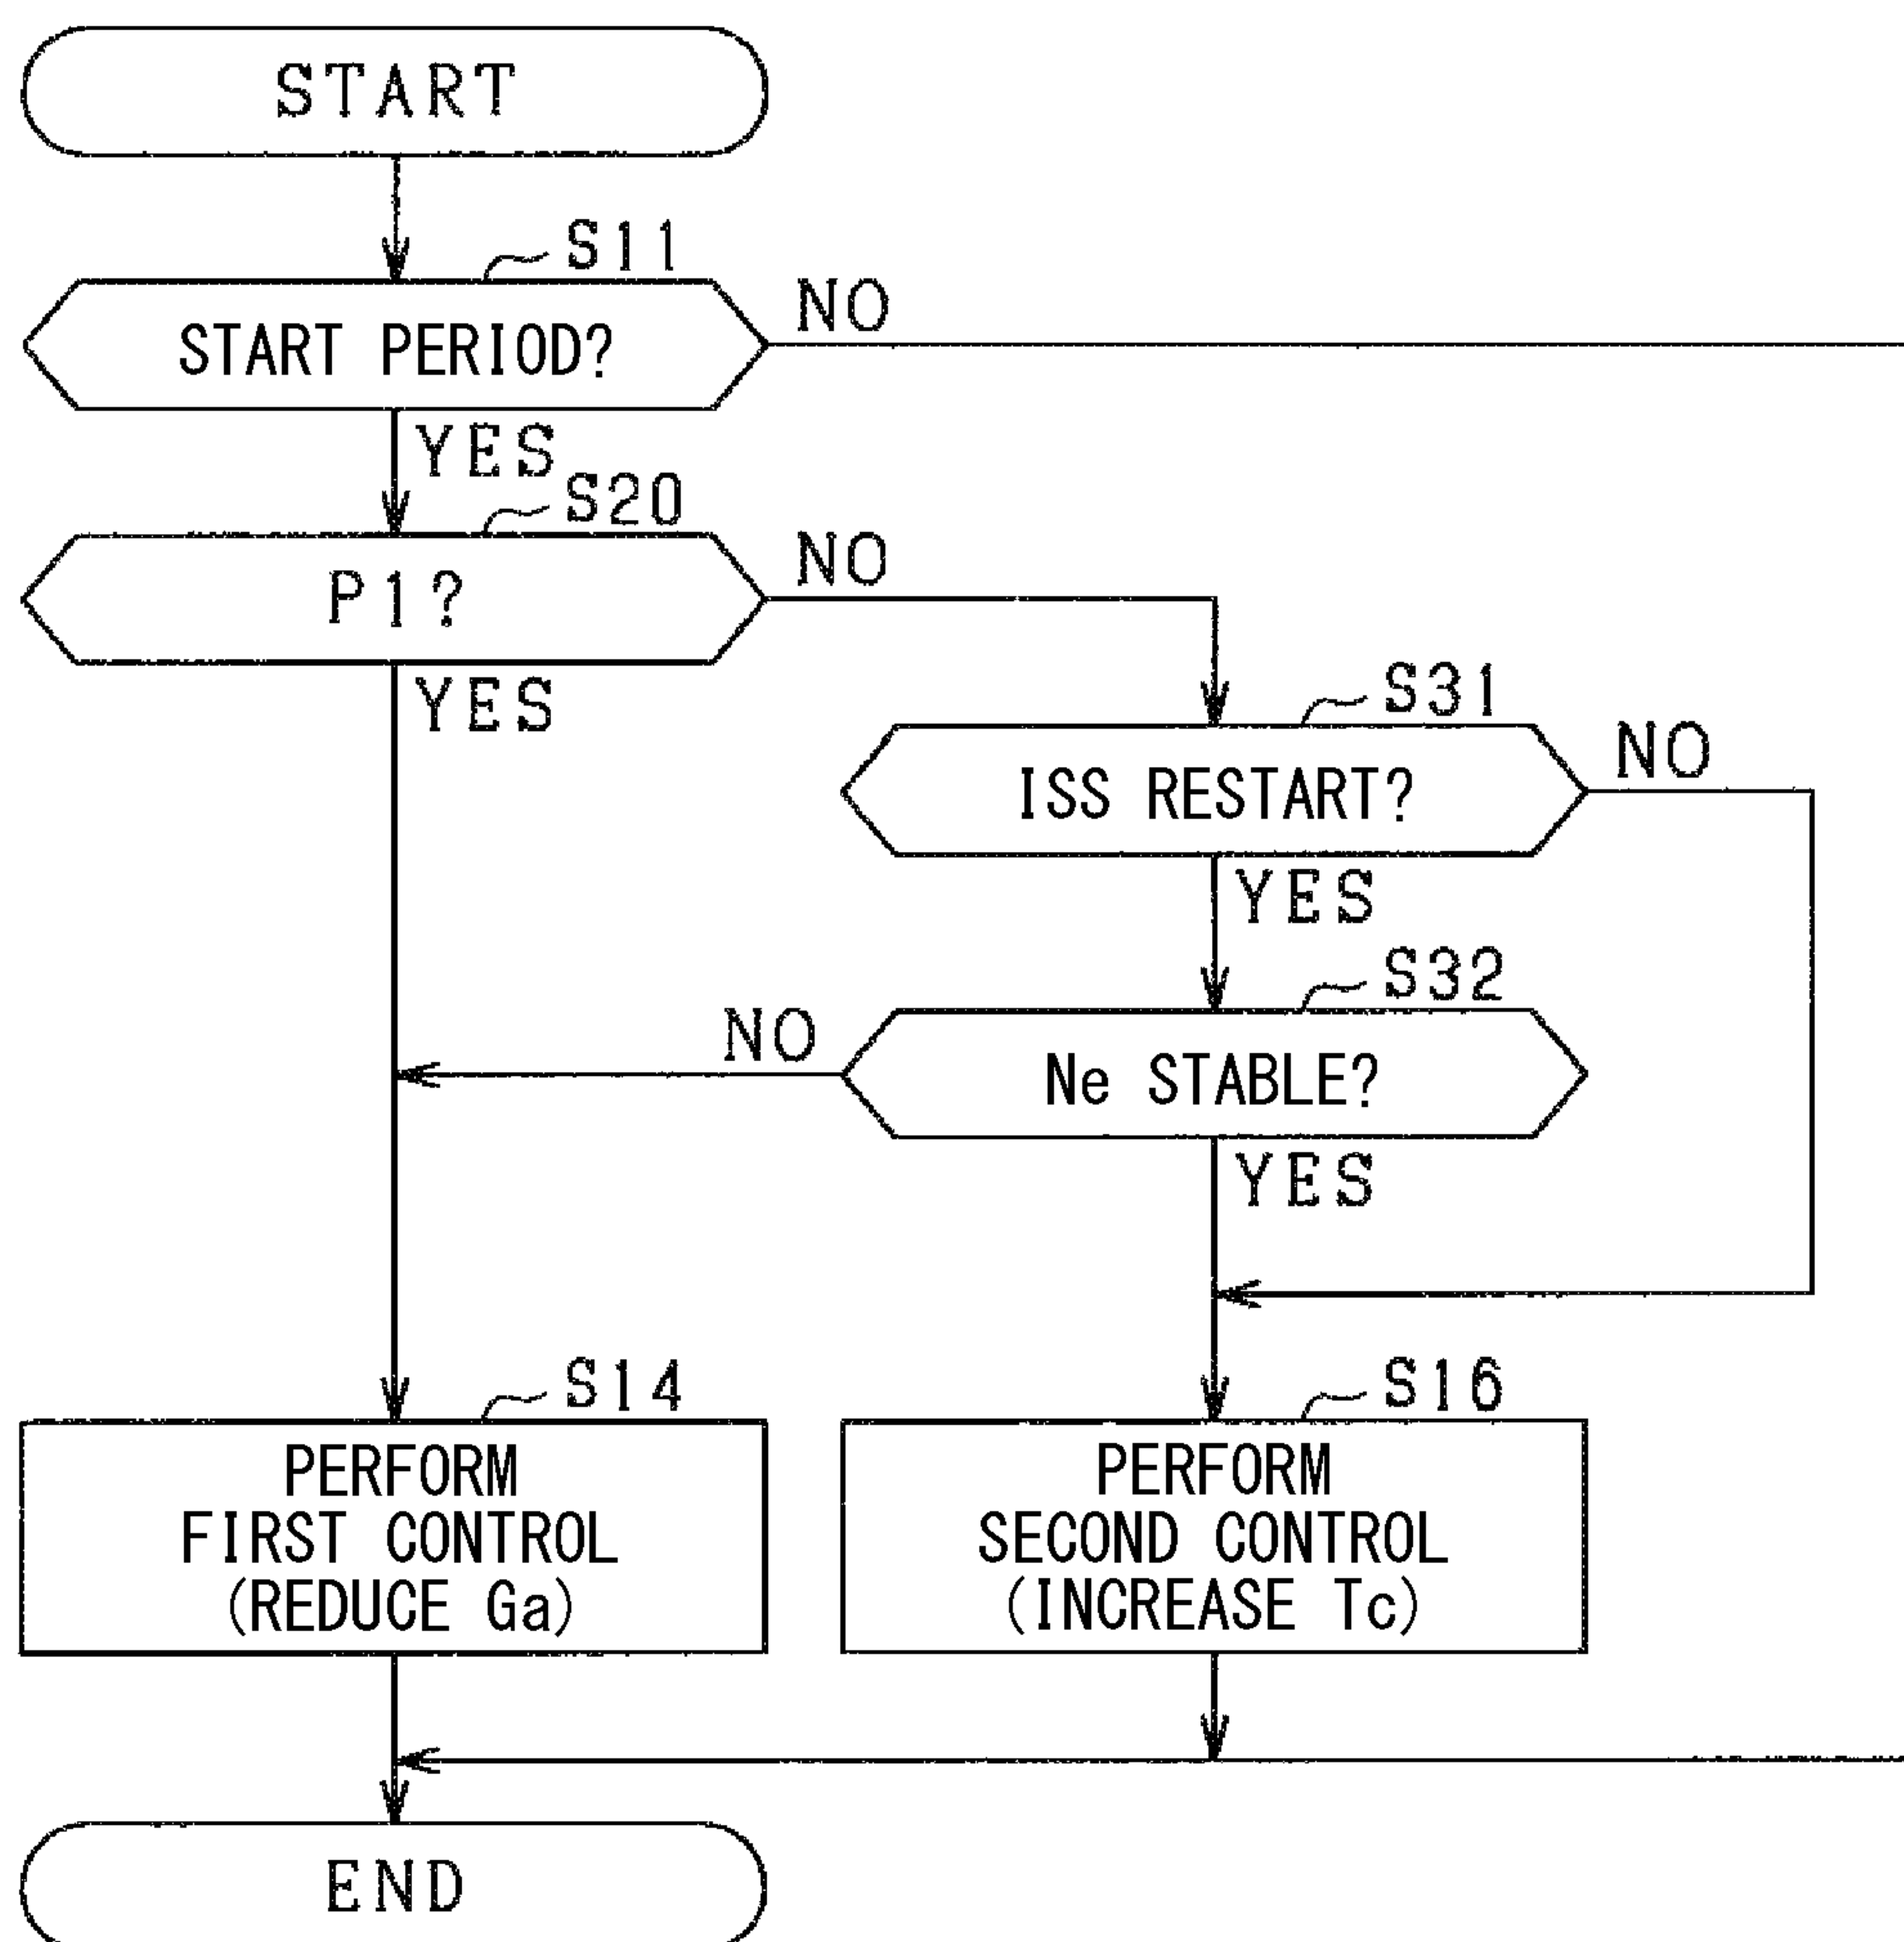 START
S11
START PERIOD?
NO
YES
S20
P1?
NO
YES
S31
ISS RESTART?
NO
YES
S32
NO
Ne STABLE?
YES
S14
PERFORM
FIRST CONTROL
(REDUCE Ga)
S16
PERFORM
SECOND CONTROL
(INCREASE Tc)
END